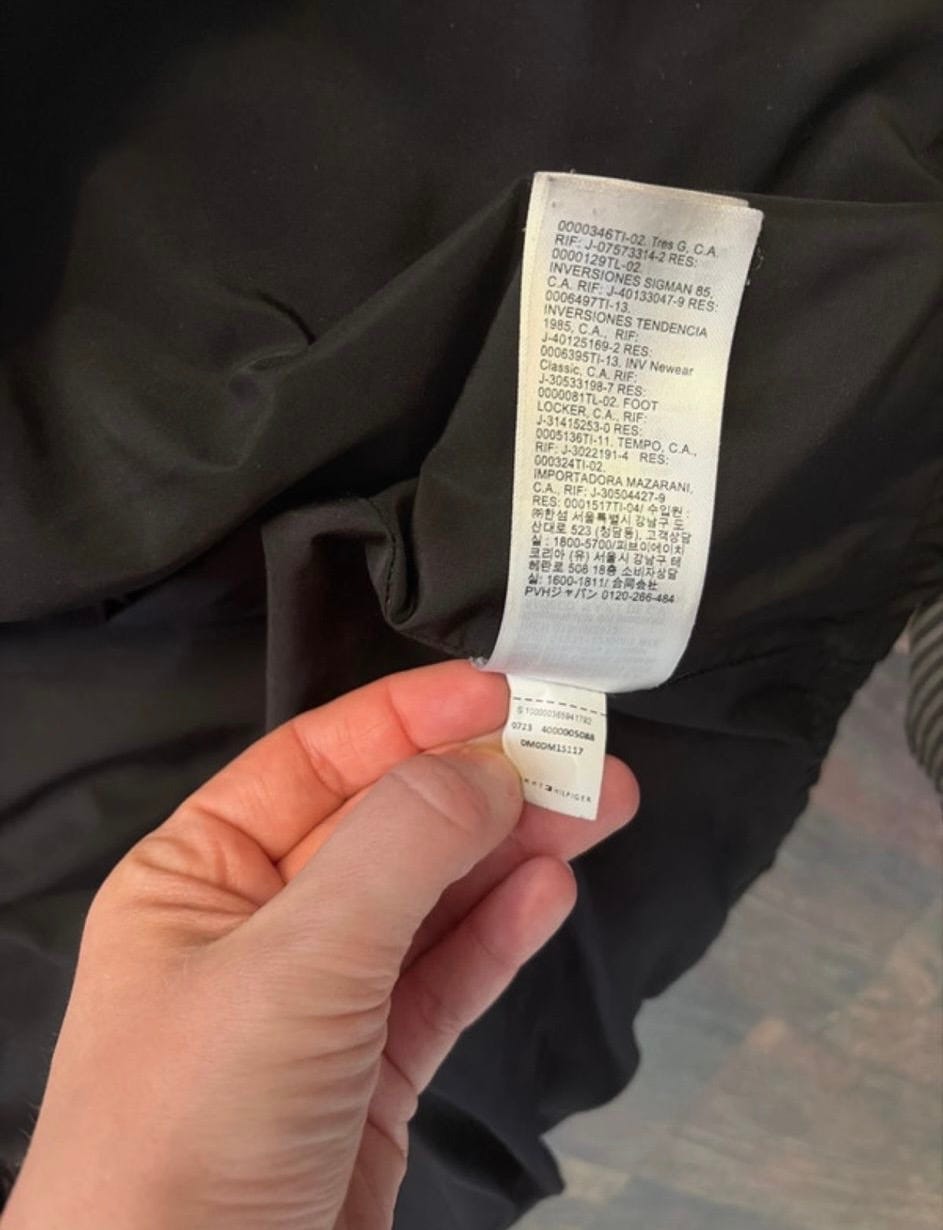 0000346TI-02. Tres G, C.A.
RIF: J-07573314-2 RES:
0000129TL-02.
INVERSIONES SIGMAN 85,
C.A. RIF: J-40133047-9 RES:
0006497TI-13.
INVERSIONES TENDENCIA
1985, C.A., RIF:
J-40125169-2 RES:
0006395TI-13. INV Newear
Classic, C.A. RIF:
J-30533198-7 RES:
0000081TL-02. FOOT
LOCKER, C.A., RIF:
J-31415253-0 RES:
0005136TI-11. TEMPO, C.A.,
RIF: J-3022191-4 RES:
000324TI-02.
IMPORTADORA MAZARANI,
C.A., RIF: J-30504427-9
RES: 0001517TI-04/ 수입원 :
㈜한섬 서울특별시 강남구 도
산대로 523 (청담동), 고객상담
실 : 1800-5700/피브이에이치
코리아 (유) 서울시 강남구 테
헤란로 508 18층 소비자상담
실: 1600-1811/ 合同会社
PVHジャパン 0120-266-484
S 100000365941792
0723 4000005088
DM0DM15117
HILFIGER